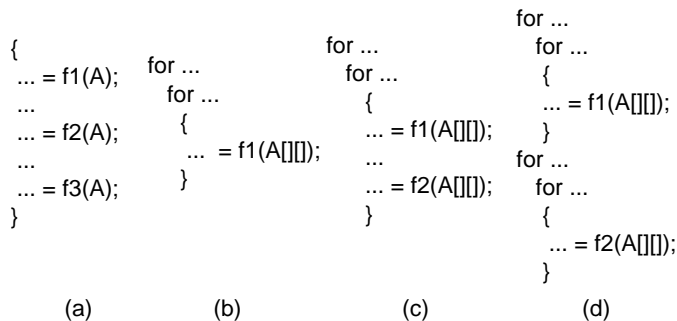 {
... = f1(A);
...
... = f2(A);
...
... = f3(A);
}
(a)
for ...
for ...
{
... = f1(A[][]);
}
(b)
for ...
for ...
{
... = f1(A[][]);
...
... = f2(A[][]);
}
(c)
for ...
for ...
{
... = f1(A[][]);
}
for ...
for ...
{
... = f2(A[][]);
}
(d)